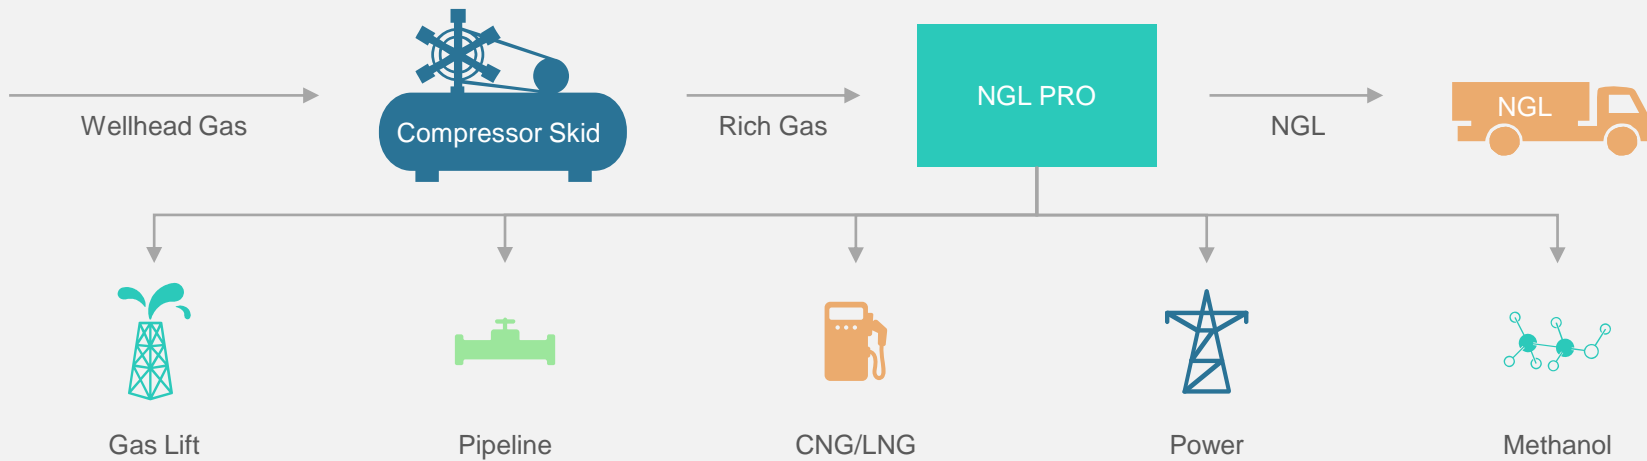 Wellhead Gas
Compressor Skid
Rich Gas
NGL PRO
NGL
NGL
Gas Lift
Pipeline
CNG/LNG
Power
Methanol